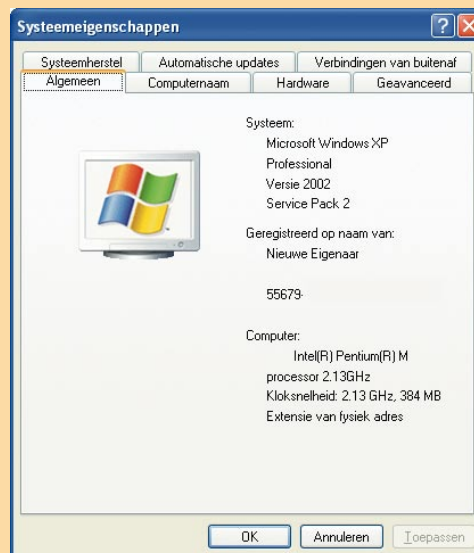 Systeemeigenschappen
Systeemherstel Automatische updates Verbindingen van buitenaf
Algemeen Computernaam Hardware Geavanceerd
Systeem:
Microsoft Windows XP
Professional
Versie 2002
Service Pack 2
Geregistreerd op naam van:
Nieuwe Eigenaar
55679-
Computer:
Intel(R) Pentium(R) M
processor 2.13GHz
Kloksnelheid: 2.13 GHz, 384 MB
Extensie van fysiek adres
OK Annuleren Toepassen